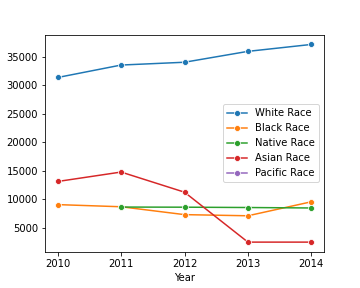 35000
30000
25000
20000
15000
10000
5000
White Race
Black Race
Native Race
Asian Race
Pacific Race
2010 2011 2012 2013 2014
Year